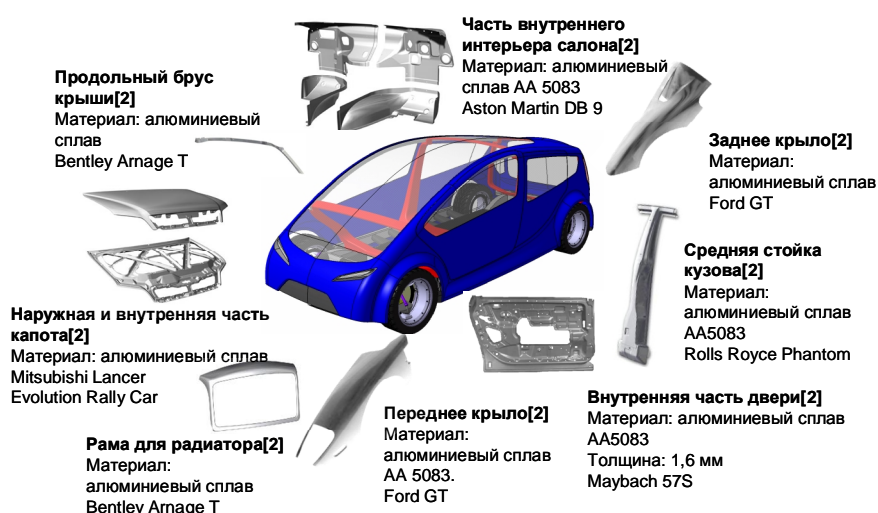 Часть внутреннего
интерьера салона[2]
Материал: алюминиевый
сплав АА 5083
Aston Martin DB 9
Продольный брус
крыши[2]
Материал: алюминиевый
сплав
Bentley Arnage T
Заднее крыло[2]
Материал:
алюминиевый сплав
Ford GT
Средняя стойка
кузова[2]
Материал:
алюминиевый сплав
АА5083
Rolls Royce Phantom
Наружная и внутренняя часть
капота[2]
Материал: алюминиевый сплав
Mitsubishi Lancer
Evolution Rally Car
Рама для радиатора[2]
Материал:
алюминиевый сплав
Bentley Arnage T
Переднее крыло[2]
Материал:
алюминиевый сплав
АА 5083.
Ford GT
Внутренняя часть двери[2]
Материал: алюминиевый сплав
АА5083
Толщина: 1,6 мм
Maybach 57S